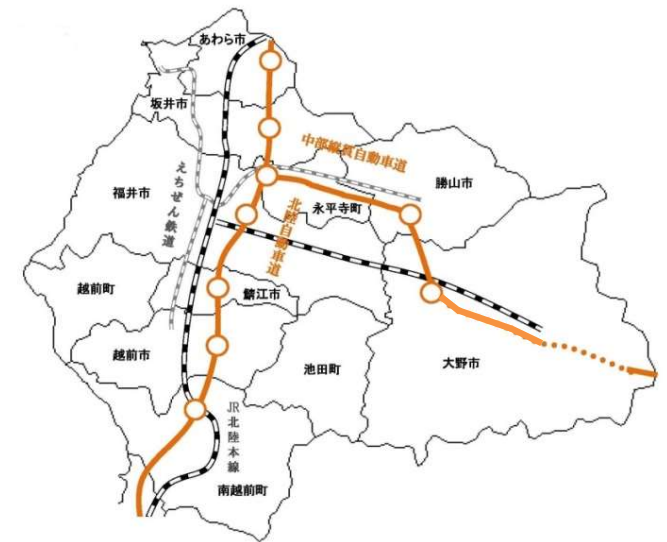 あわら市
坂井市
中部縦貫自動車道
勝山市
えちぜん鉄道
福井市
永平寺町
北陸自動車道
越前町
鯖江市
越前市
池田町
大野市
JR北陸本線
南越前町